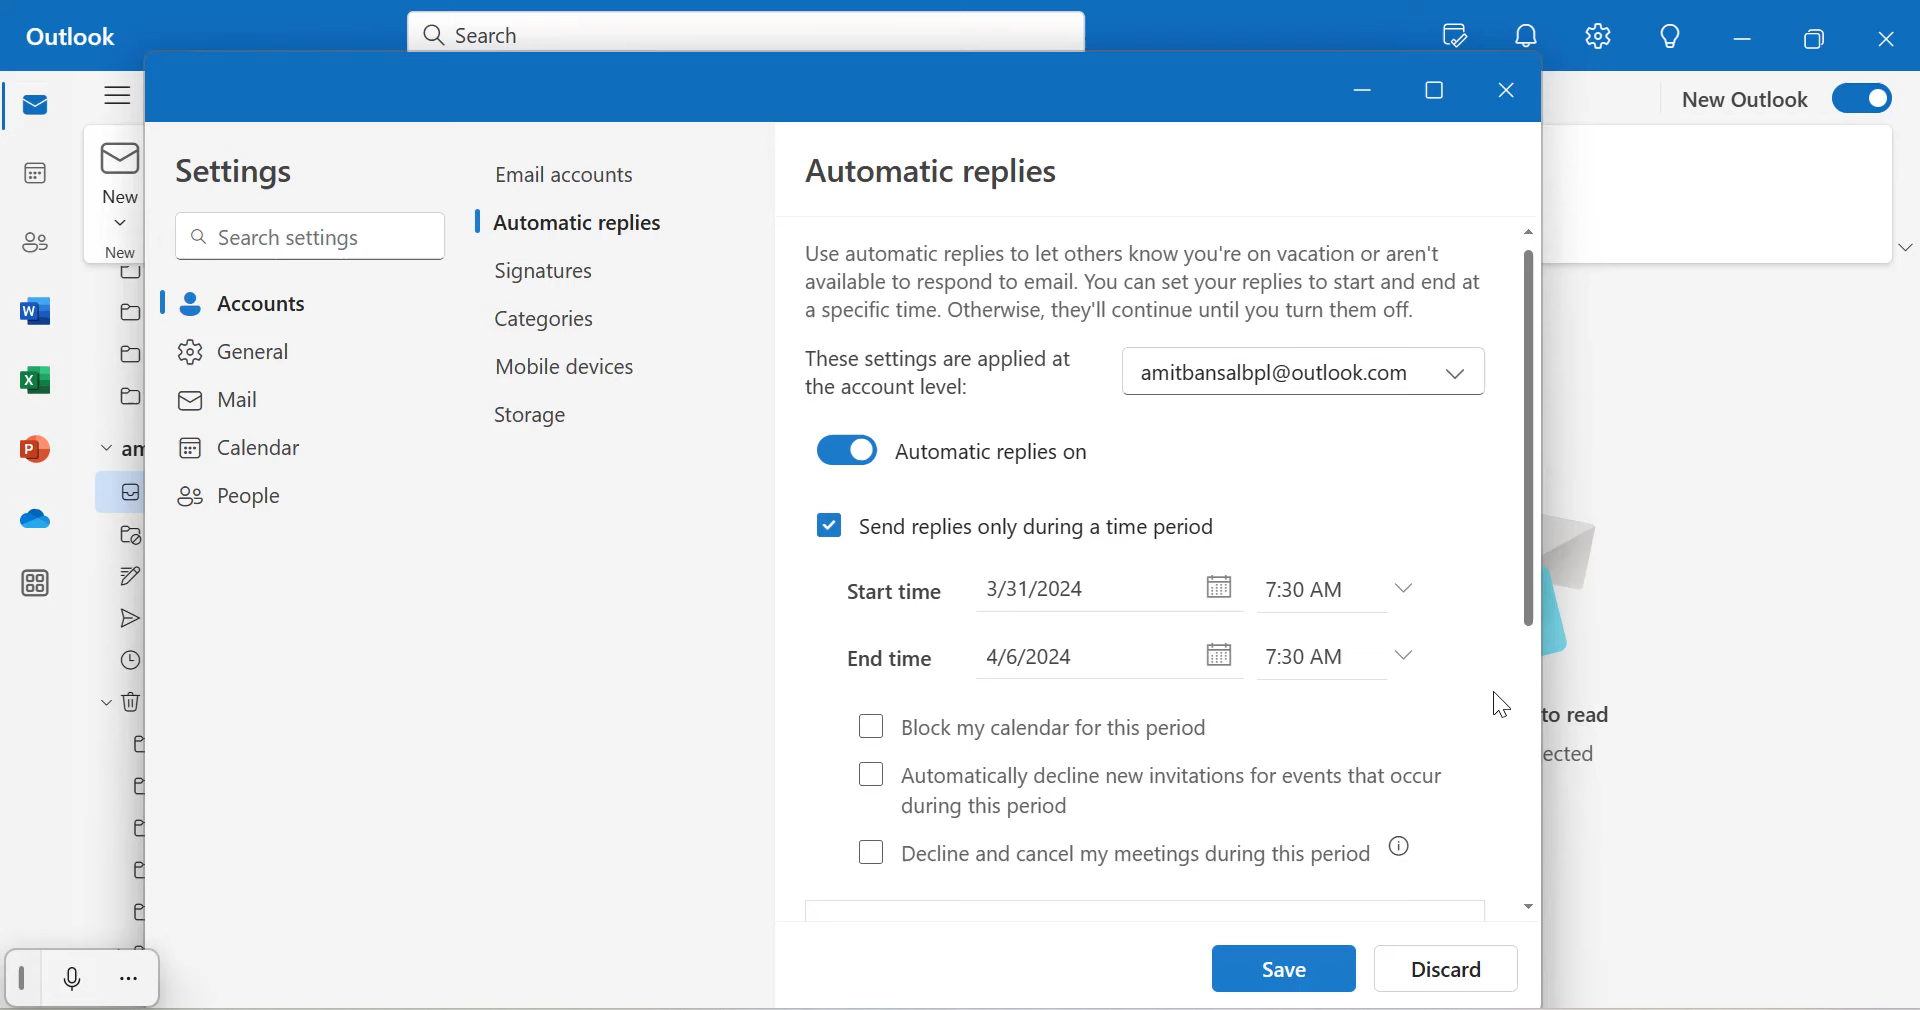 Outlook
Search
New Outlook
New
New
am
Settings
Search settings
Accounts
General
Mail
Calendar
People
Email accounts
Automatic replies
Signatures
Categories
Mobile devices
Storage
Automatic replies
Use automatic replies to let others know you're on vacation or aren't
available to respond to email. You can set your replies to start and end at
a specific time. Otherwise, they'll continue until you turn them off.
These settings are applied at
the account level:
amitbansalbpl@outlook.com
Automatic replies on
Send replies only during a time period
Start time 3/31/2024 7:30 AM
End time 4/6/2024 7:30 AM
Block my calendar for this period
Automatically decline new invitations for events that occur
during this period
Decline and cancel my meetings during this period
Save Discard
to read
ected